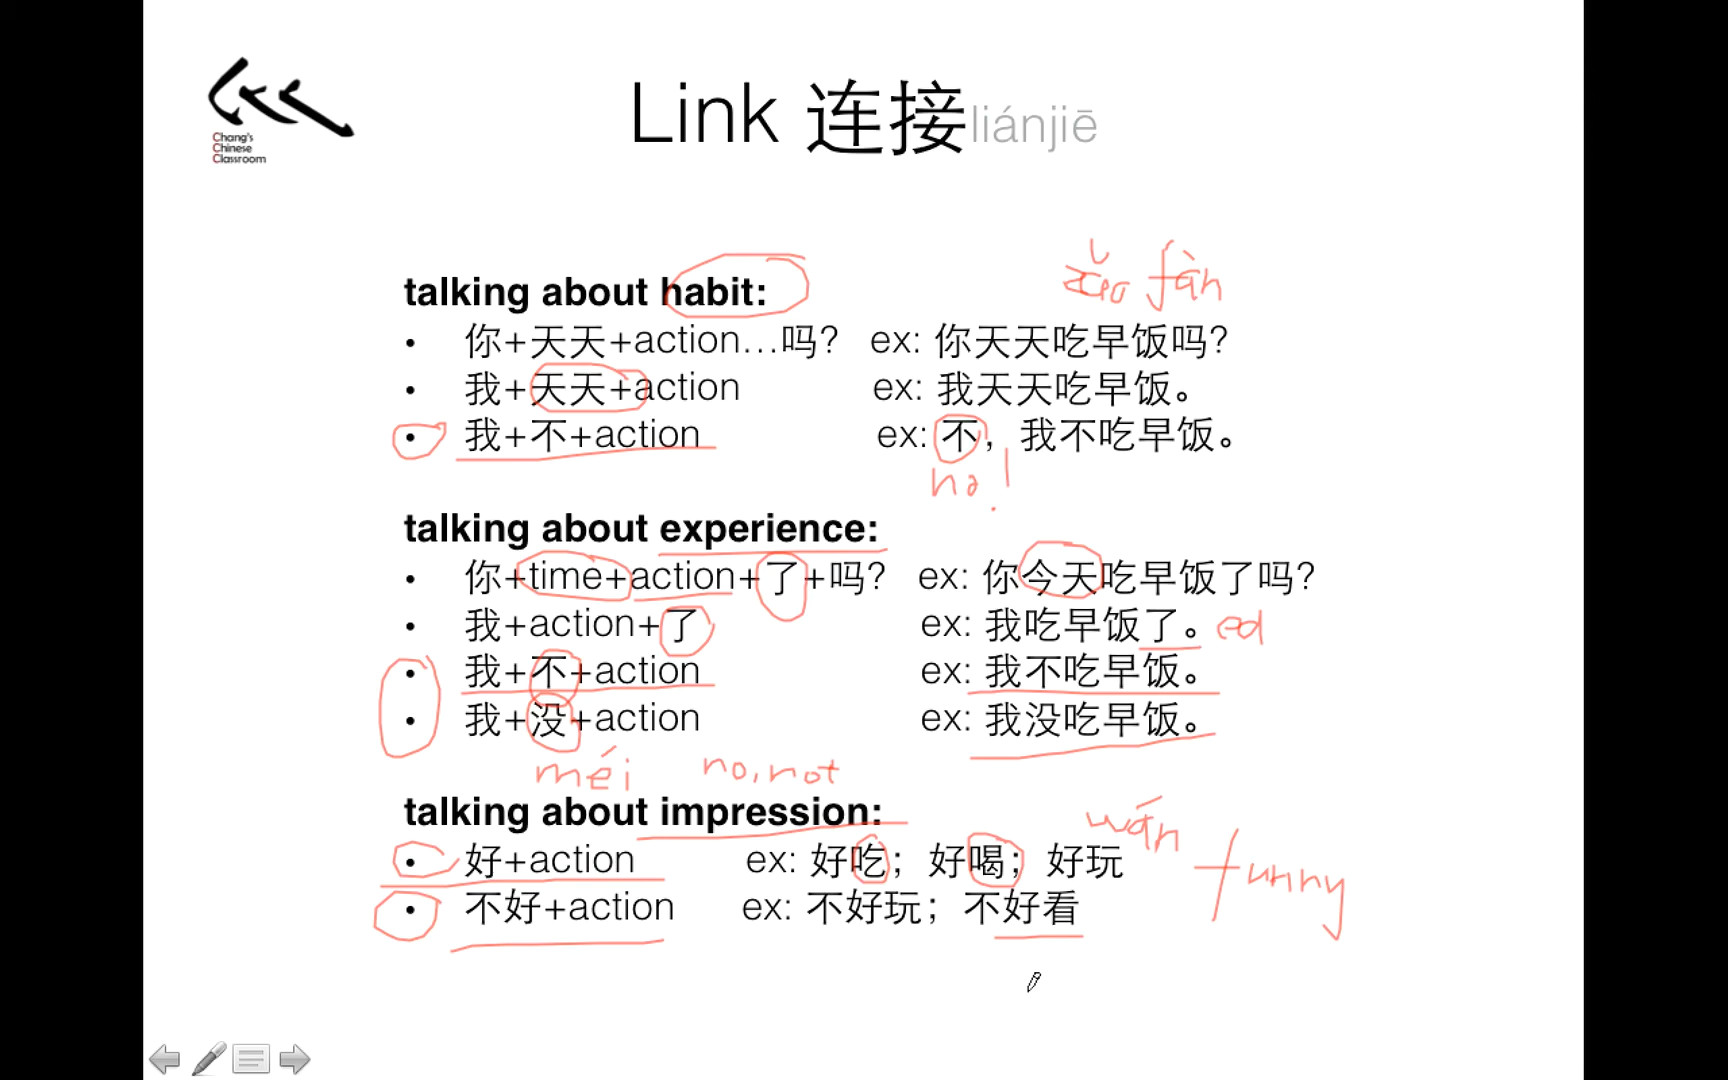 Chang's
Chinese
Classroom
Link 连接 liánjiē
talking about habit:
fàn
• 你+天天+action...吗? ex: 你天天吃早饭吗?
• 我+天天+action ex: 我天天吃早饭。
• 我+不+action ex: 不，我不吃早饭。
no!
talking about experience:
• 你+time+action+了+吗? ex: 你今天吃早饭了吗?
• 我+action+了 ex: 我吃早饭了。 ed
• 我+不+action ex: 我不吃早饭。
• 我+没+action ex: 我没吃早饭。
méi no, not
talking about impression:
wán
• 好+action ex: 好吃；好喝；好玩 funny
• 不好+action ex: 不好玩；不好看